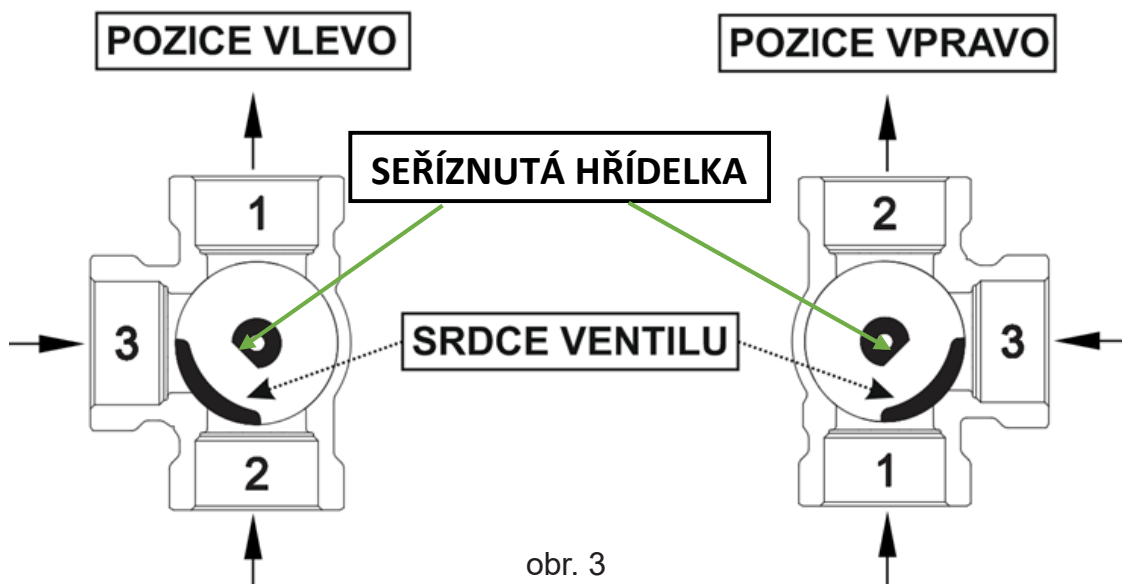 POZICE VLEVO
POZICE VPRAVO
SEŘÍZNUTÁ HŘÍDELKA
1
2
3
SRDCE VENTILU
3
2
1
obr. 3